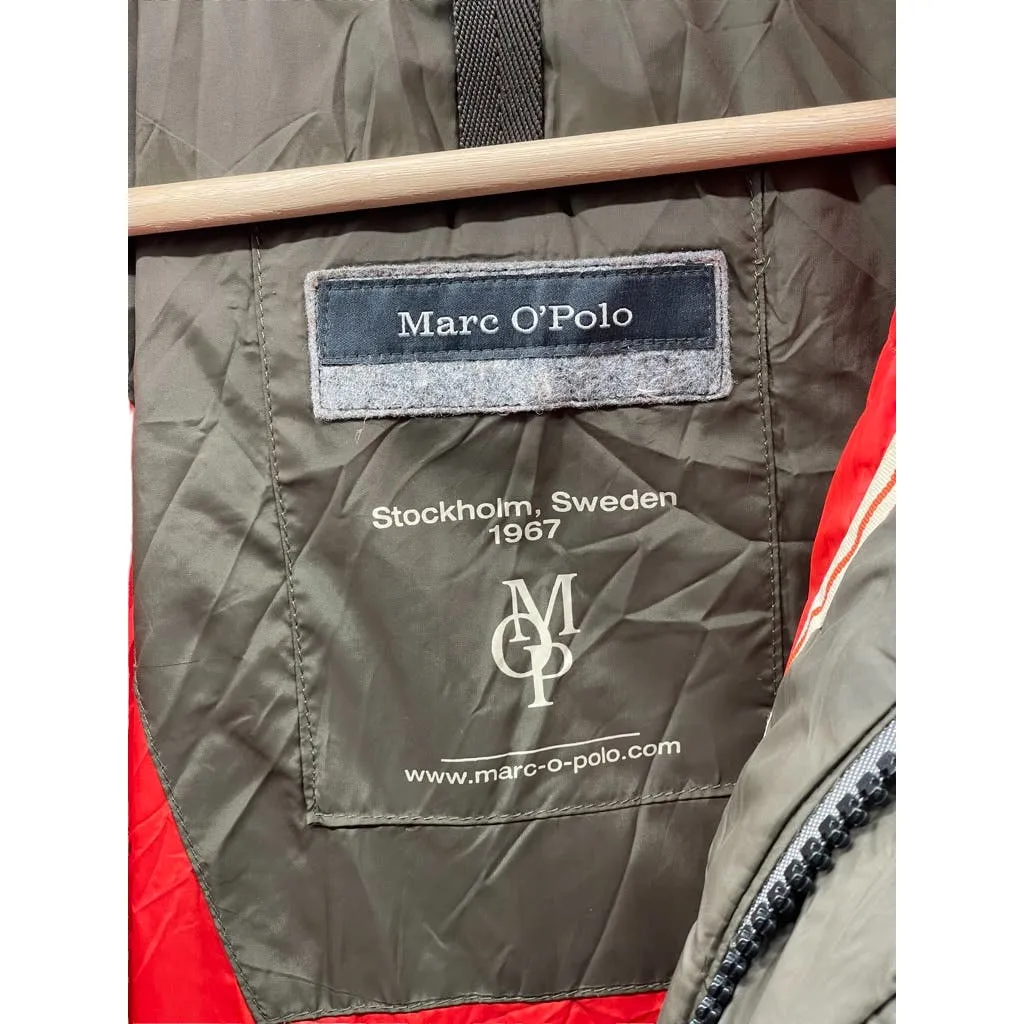 Marc O'Polo
Stockholm, Sweden
1967
MOP
www.marc-o-polo.com